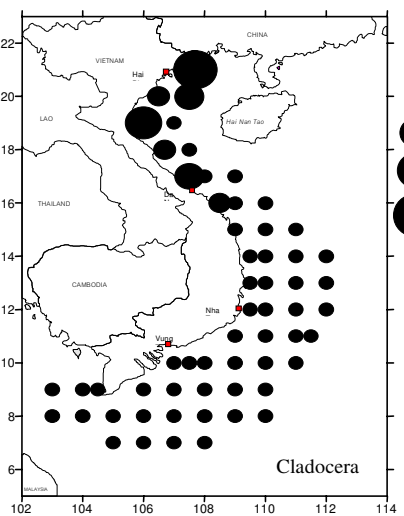 CHINA
22
VIETNAM
Hai
20
LAO
Hai Nan Tao
18
16
THAILAND
14
CAMBODIA
12
Nha
Vung
10
8
6
Cladocera
MALAYSIA
102 104 106 108 110 112 114